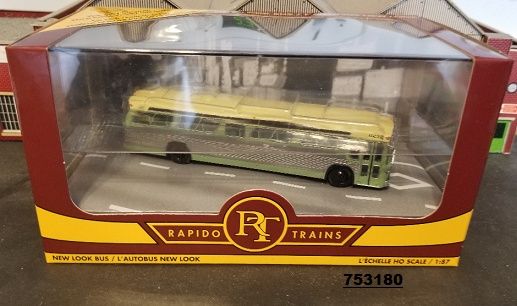 RAPIDO RT TRAINS
NEW LOOK BUS / L'AUTOBUS NEW LOOK
L'ÉCHELLE HO SCALE / 1:87
753180